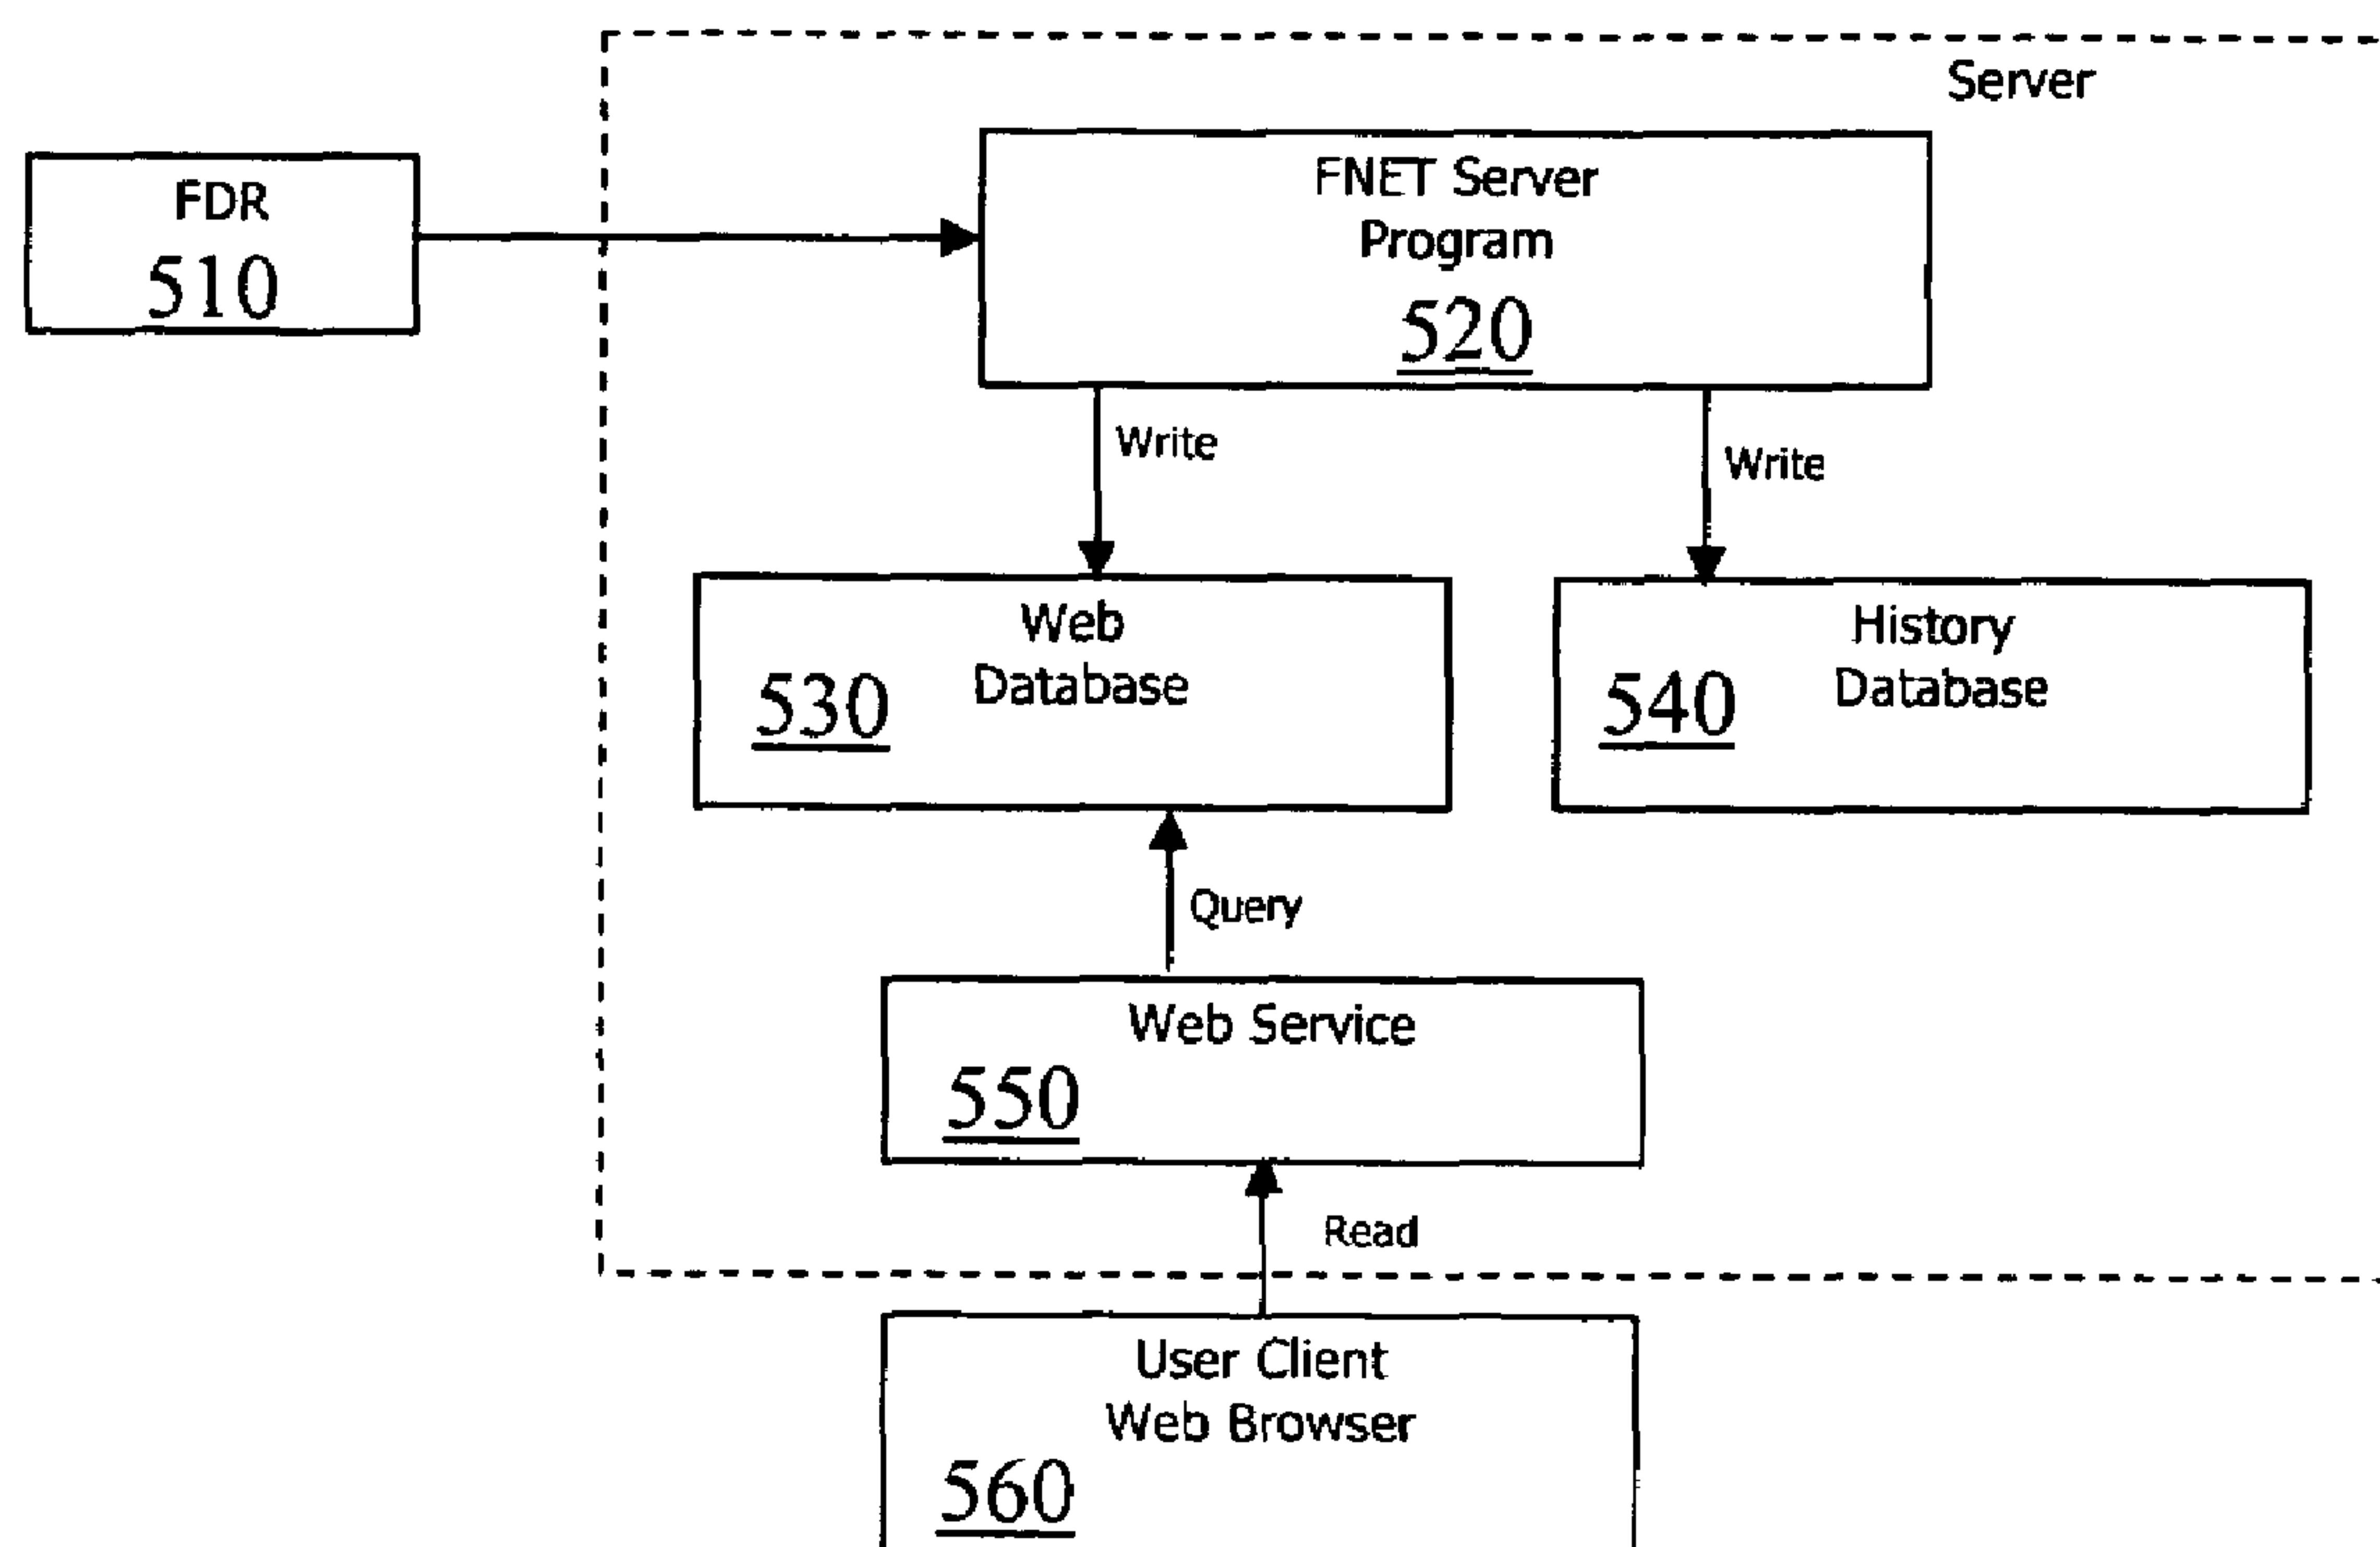 Server
FDR
510
FNET Server
Program
520
Write
Write
Web
Database
530
History
Database
540
Query
Web Service
550
Read
User Client
Web Browser
560